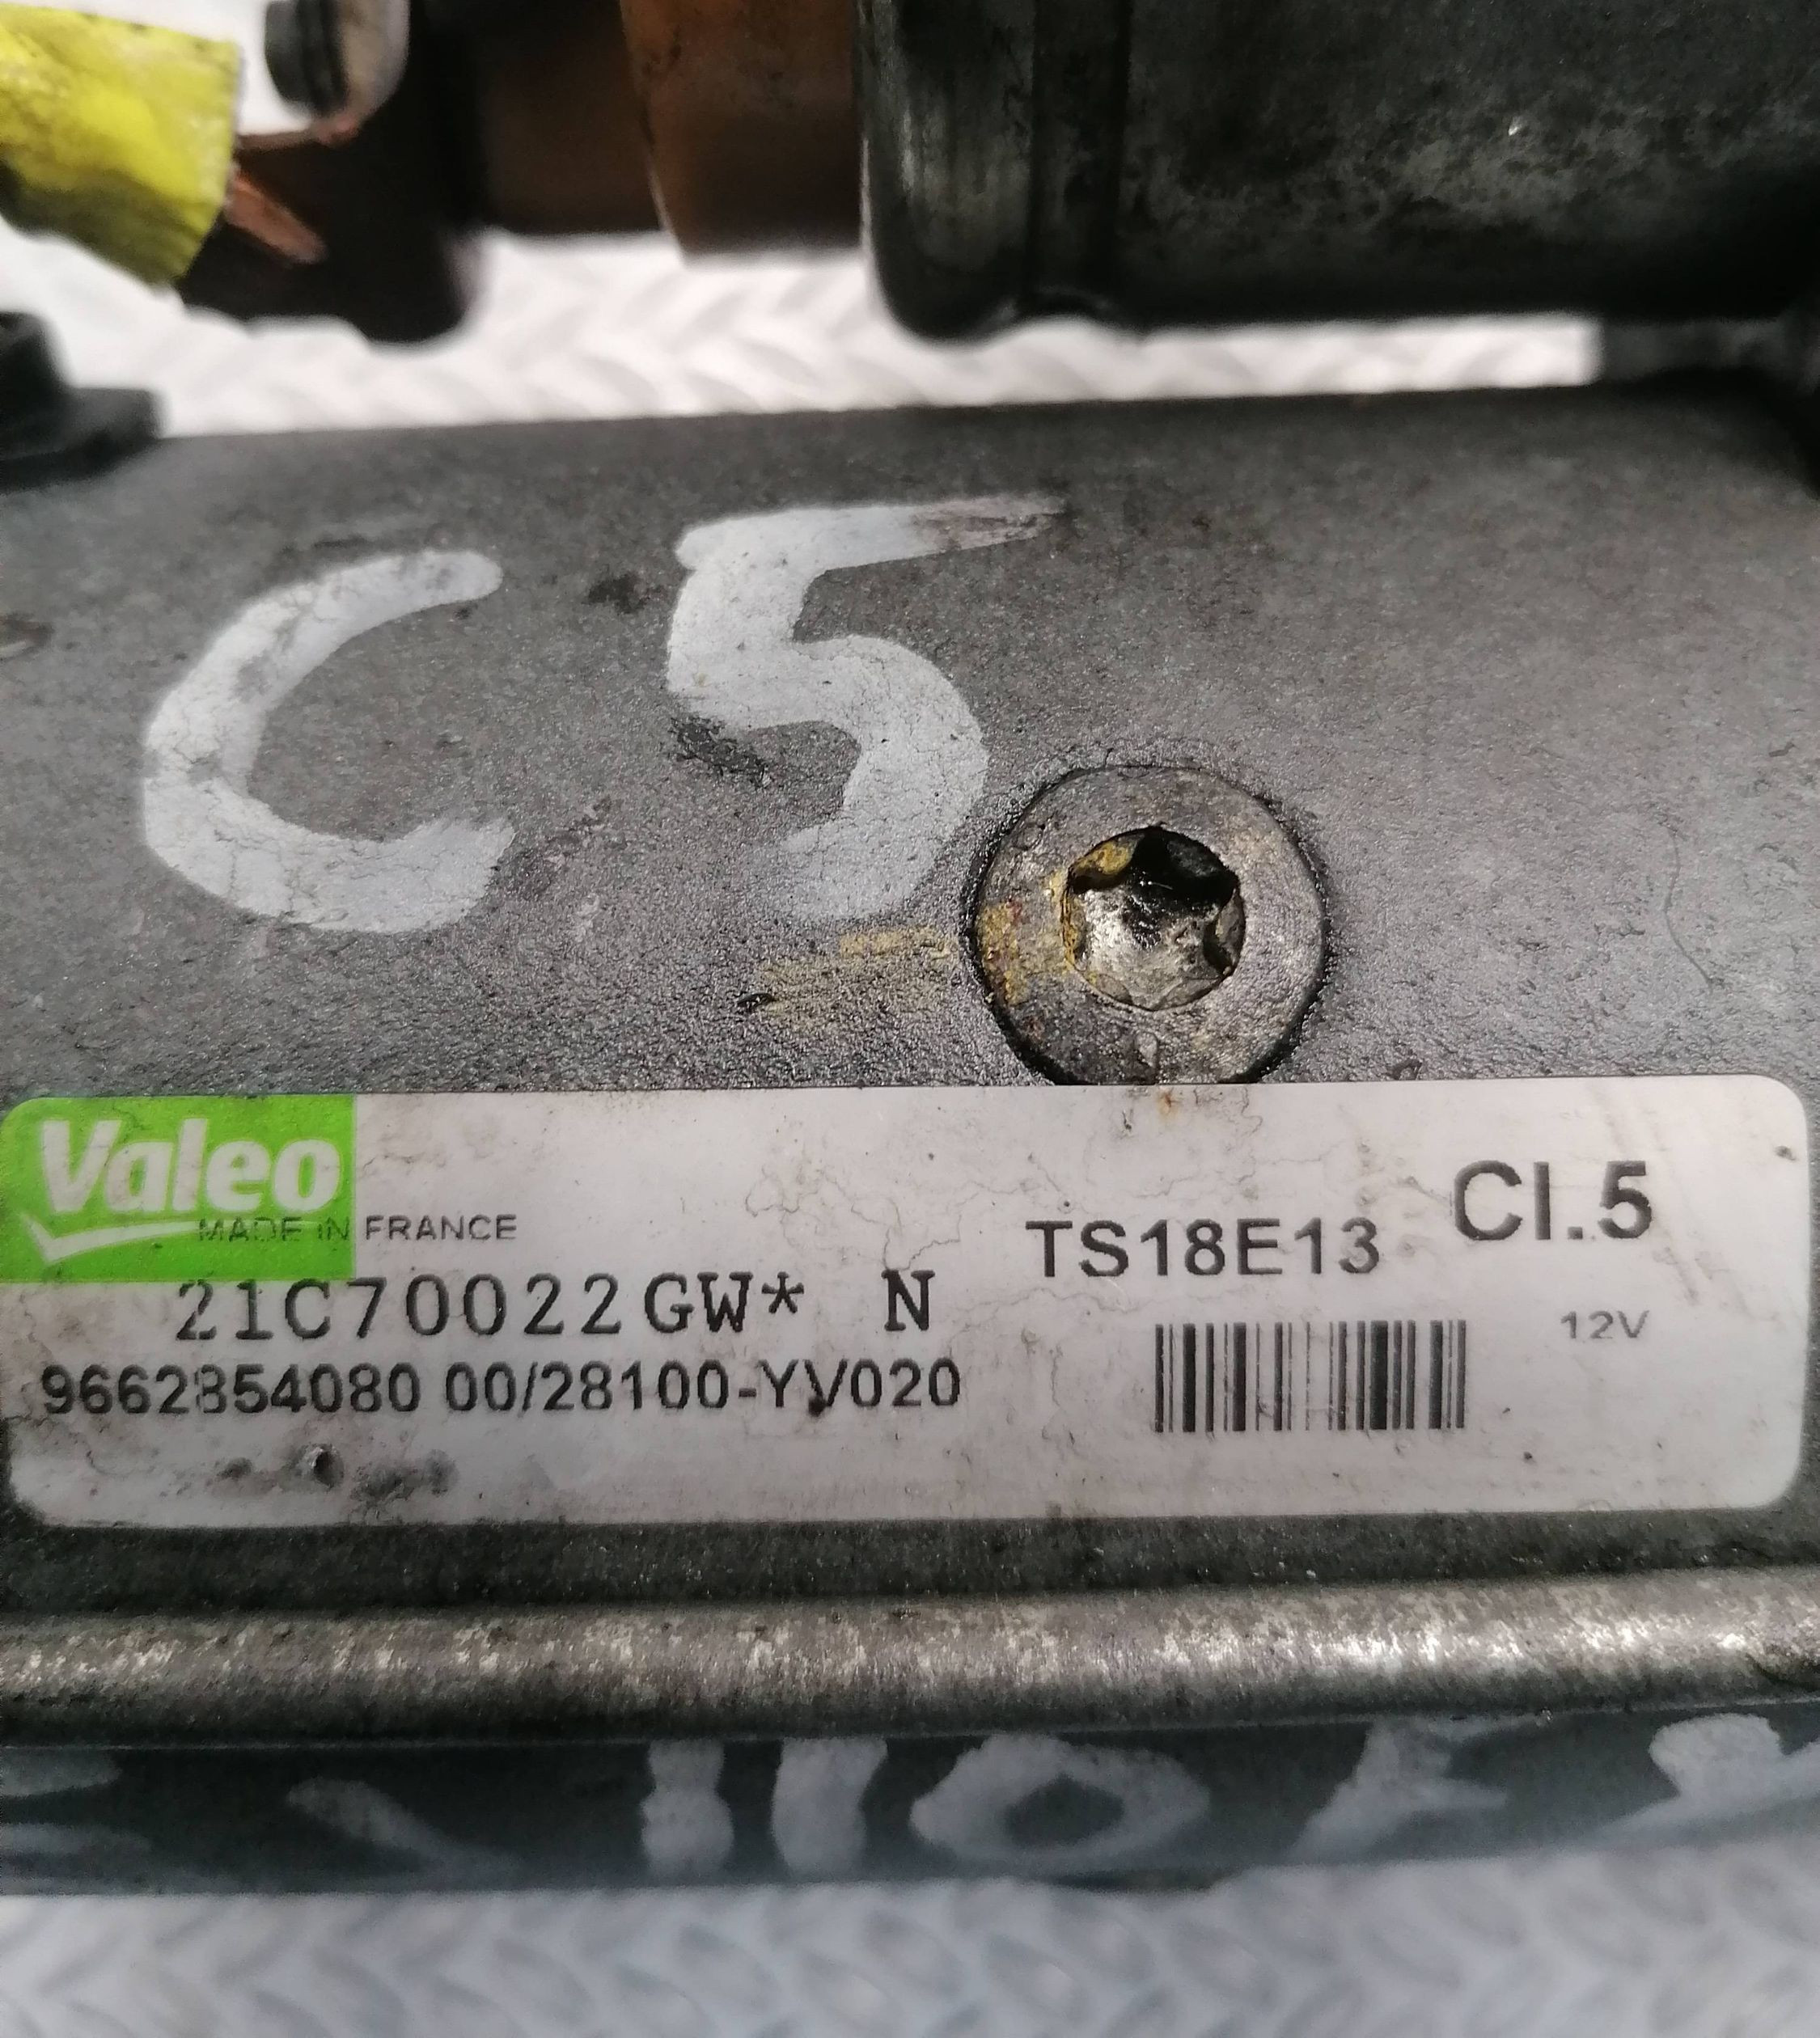 C5
Valeo
MADE IN FRANCE
TS18E13 Cl.5
21C70022GW* N
12V
9662854080 00/28100-YV020